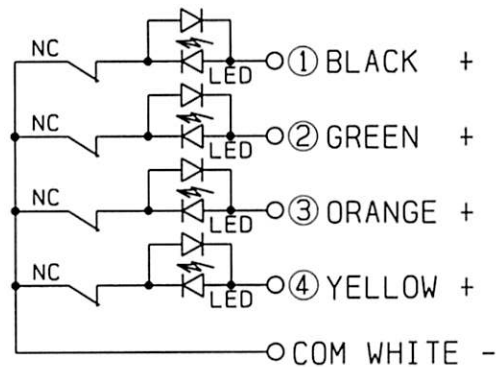 NC LED ① BLACK +
NC LED ② GREEN +
NC LED ③ ORANGE +
NC LED ④ YELLOW +
COM WHITE -